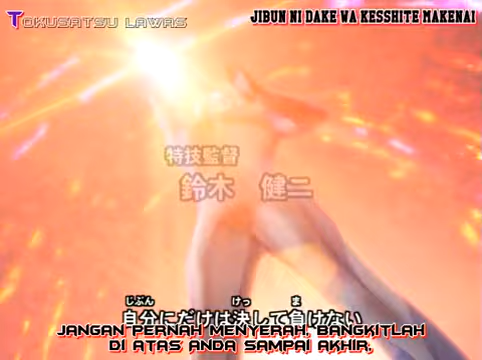 TOKUSATSU LAWAS
JIBUN NI DAKE WA KESSHITE MAKENAI
特技監督
鈴木 健二
じぶん けっ ま
自分にだけは決して負けない
JANGAN PERNAH MENYERAH. BANGKITLAH
DI ATAS ANDA SAMPAI AKHIR.